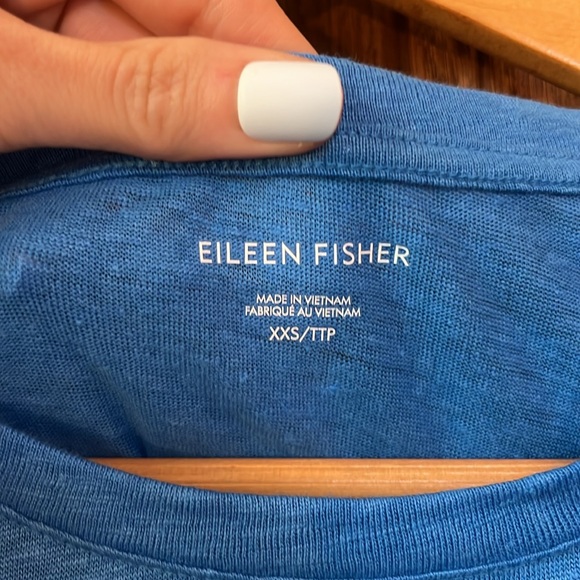 EILEEN FISHER
MADE IN VIETNAM
FABRIQUÉ AU VIETNAM
XXS/TTP